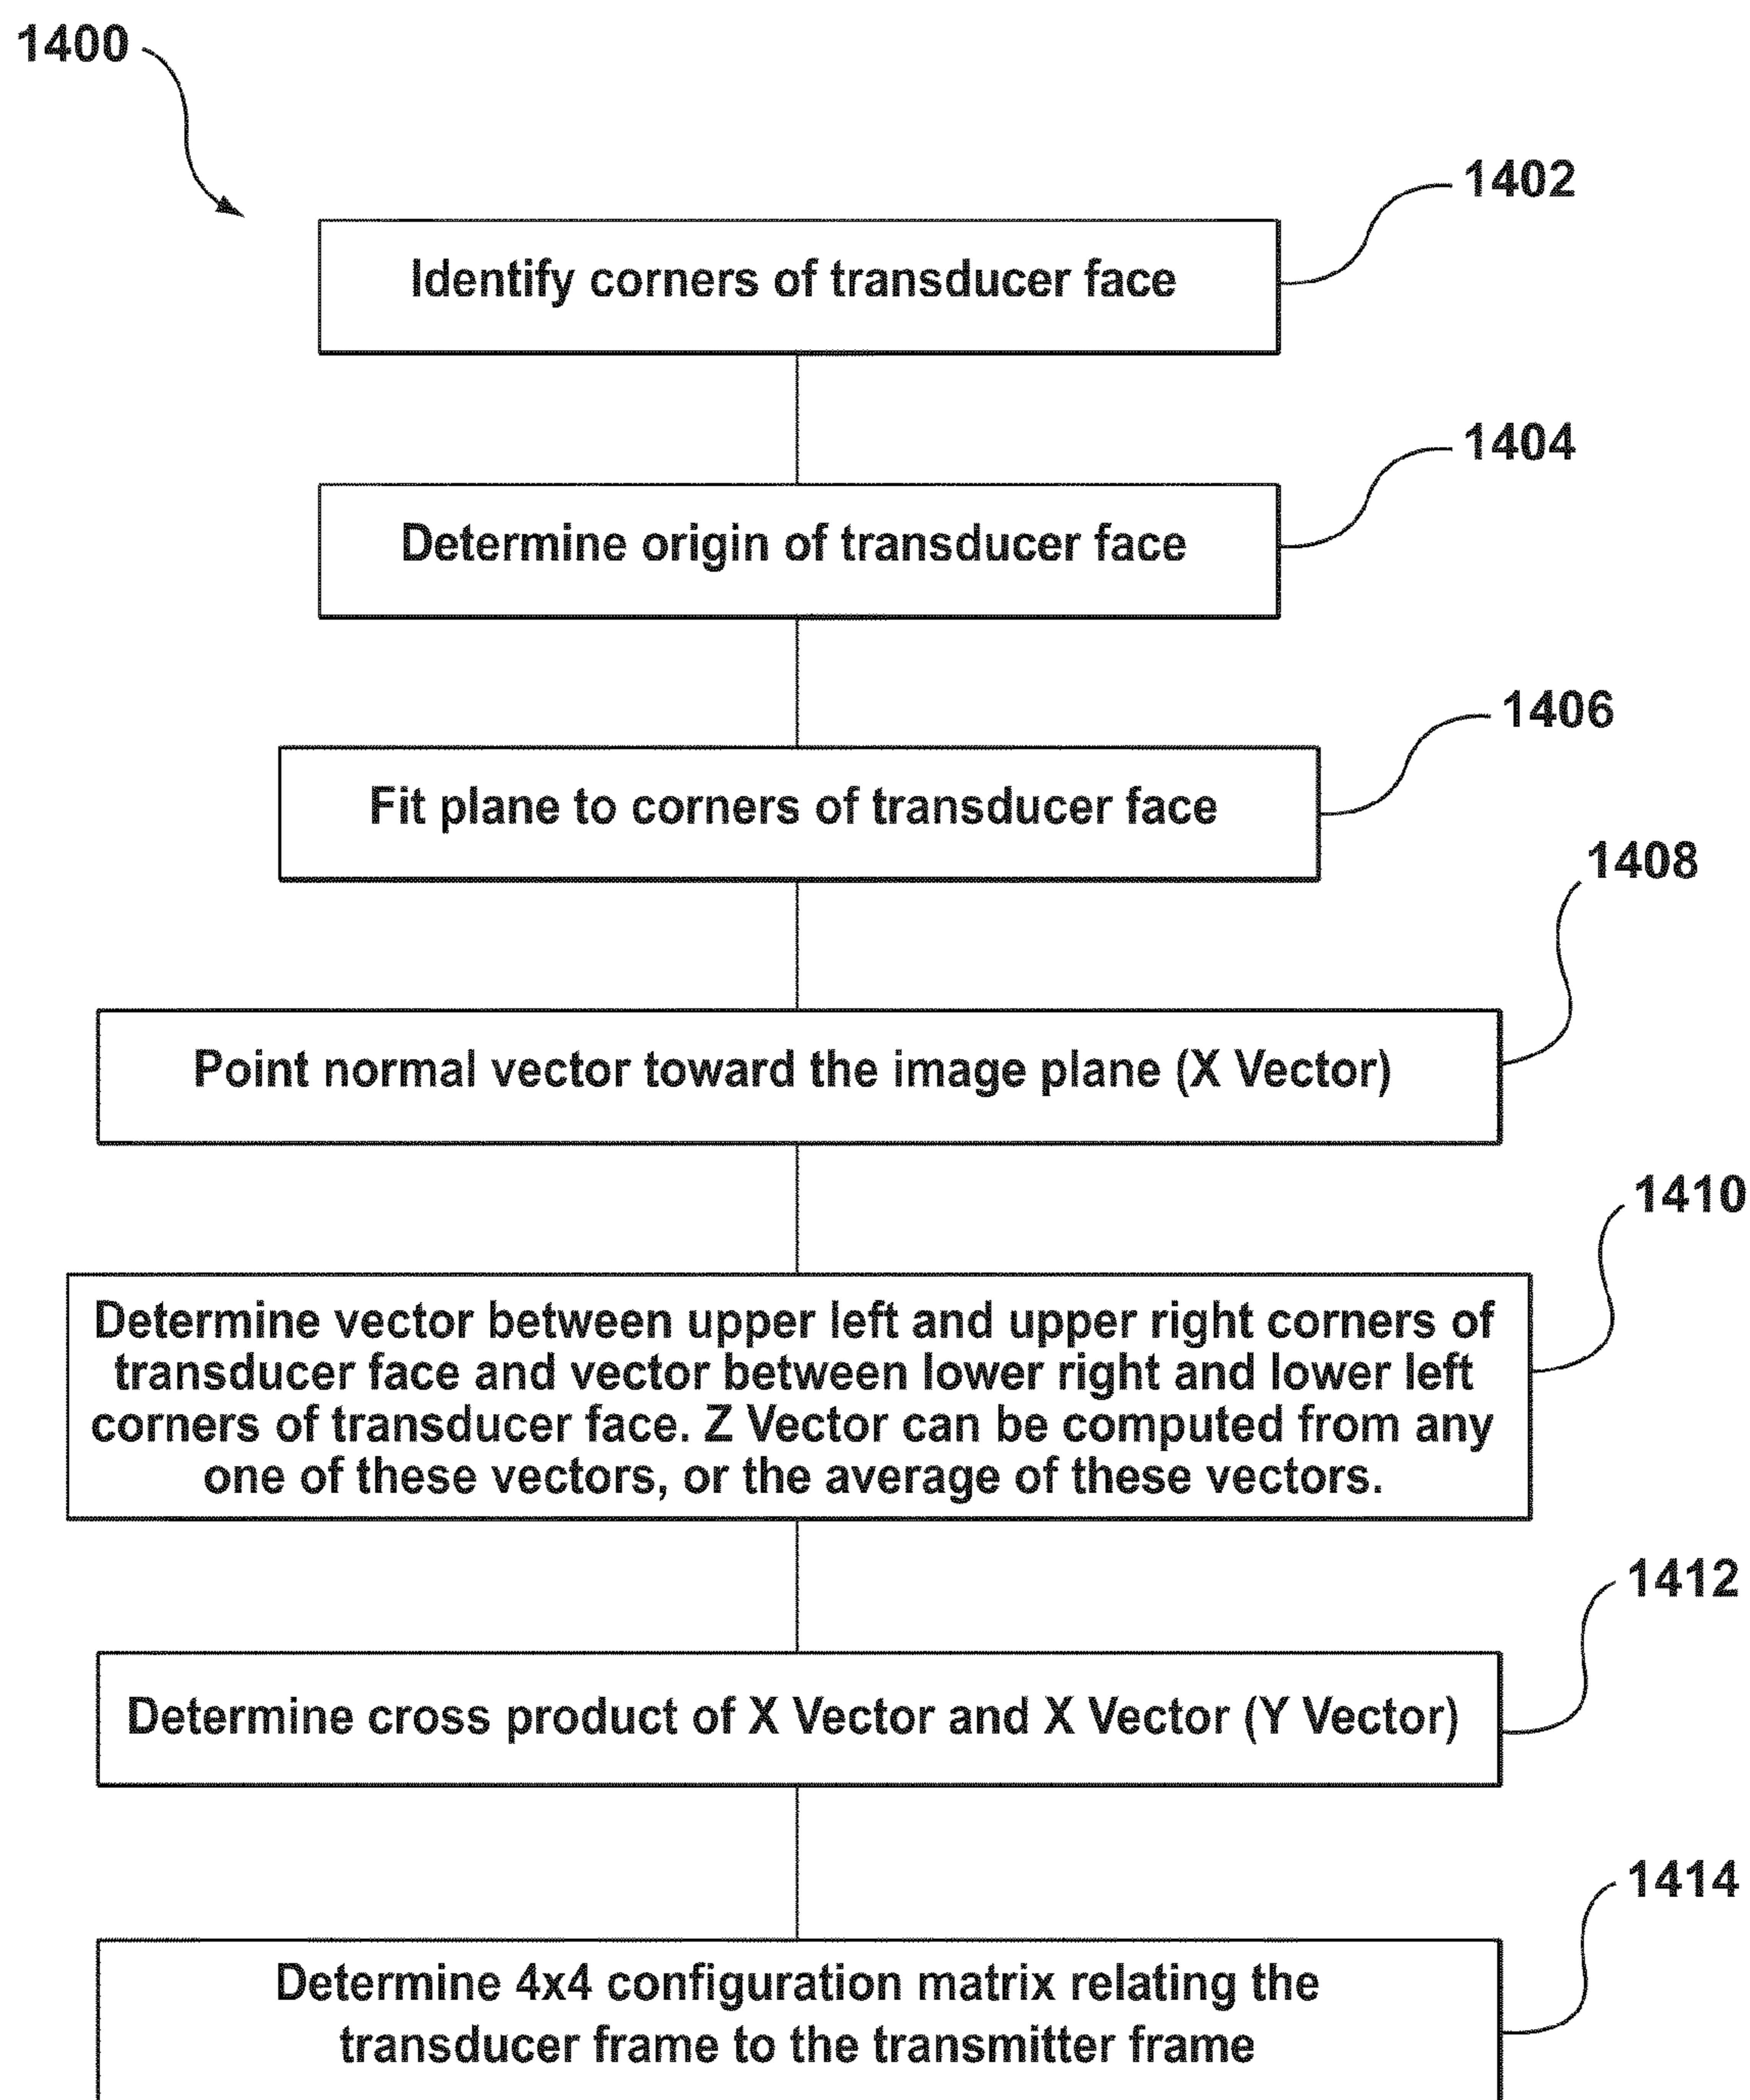 1400
1402
Identify corners of transducer face
1404
Determine origin of transducer face
1406
Fit plane to corners of transducer face
1408
Point normal vector toward the image plane (X Vector)
1410
Determine vector between upper left and upper right corners of
transducer face and vector between lower right and lower left
corners of transducer face. Z Vector can be computed from any
one of these vectors, or the average of these vectors.
1412
Determine cross product of X Vector and X Vector (Y Vector)
1414
Determine 4x4 configuration matrix relating the
transducer frame to the transmitter frame